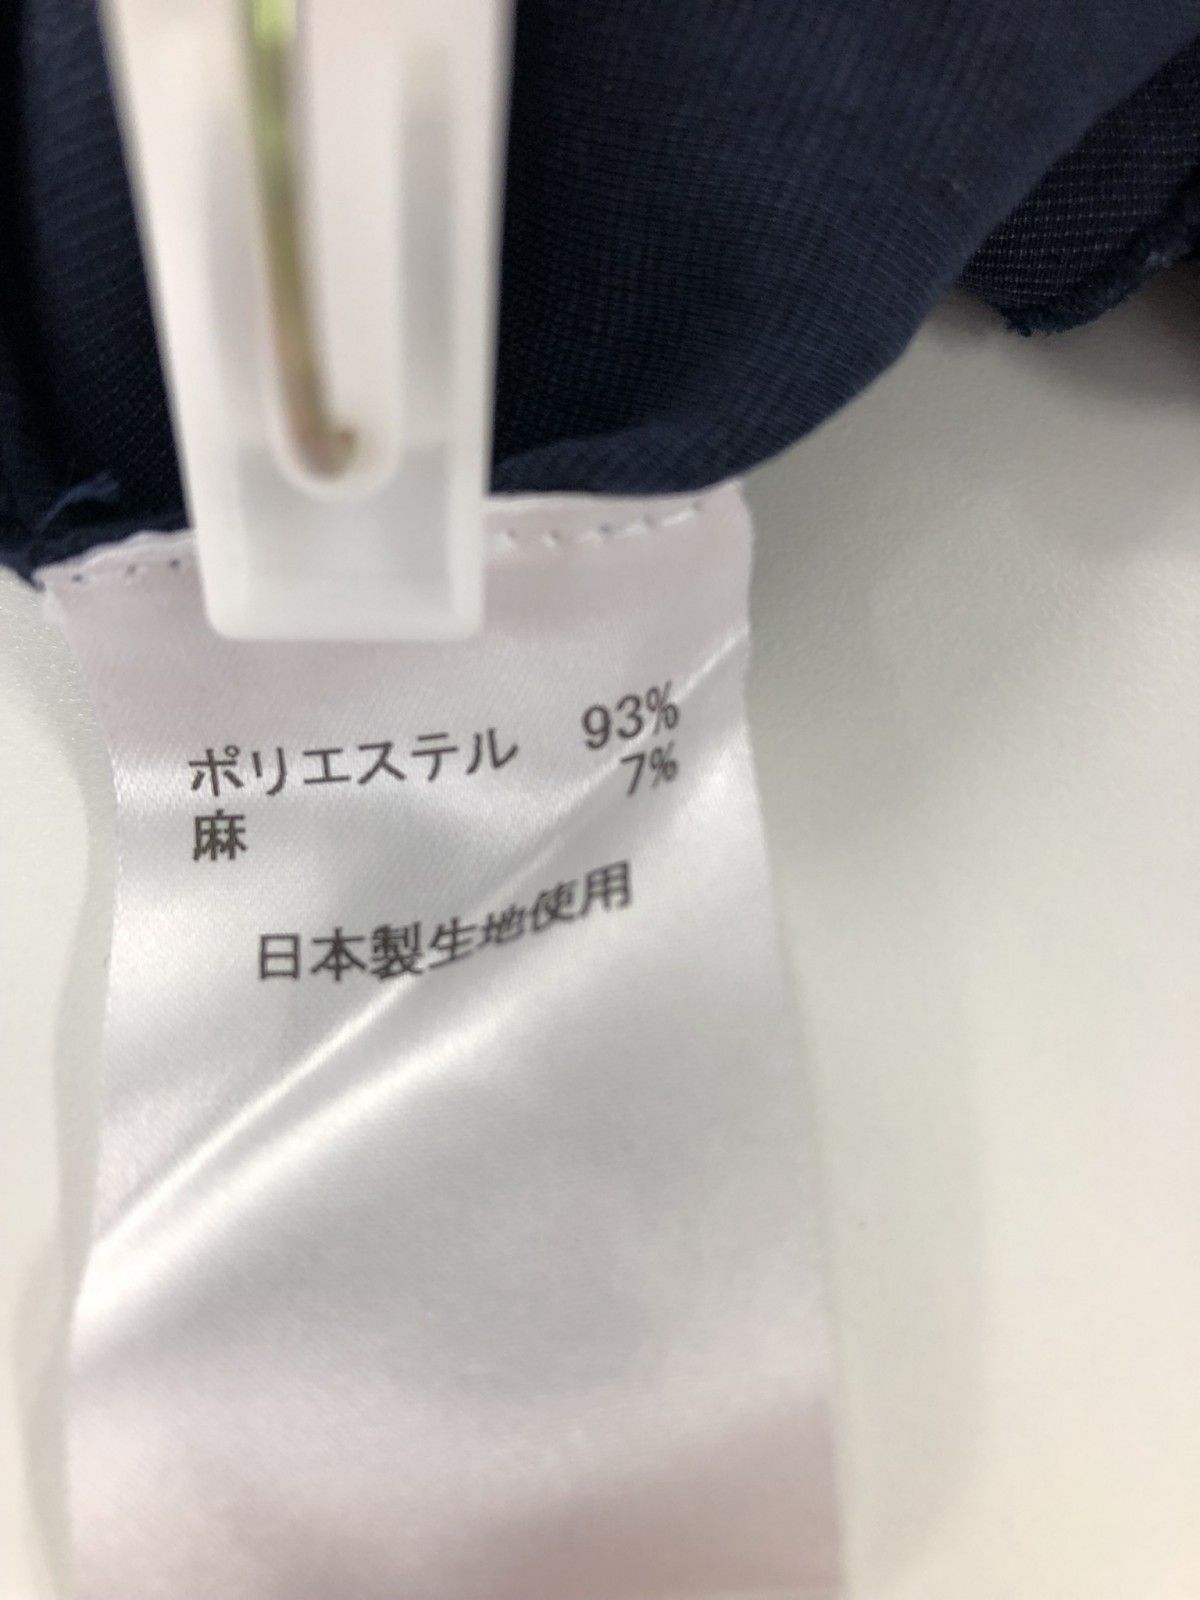 ポリエステル 93%
麻 7%
日本製生地使用